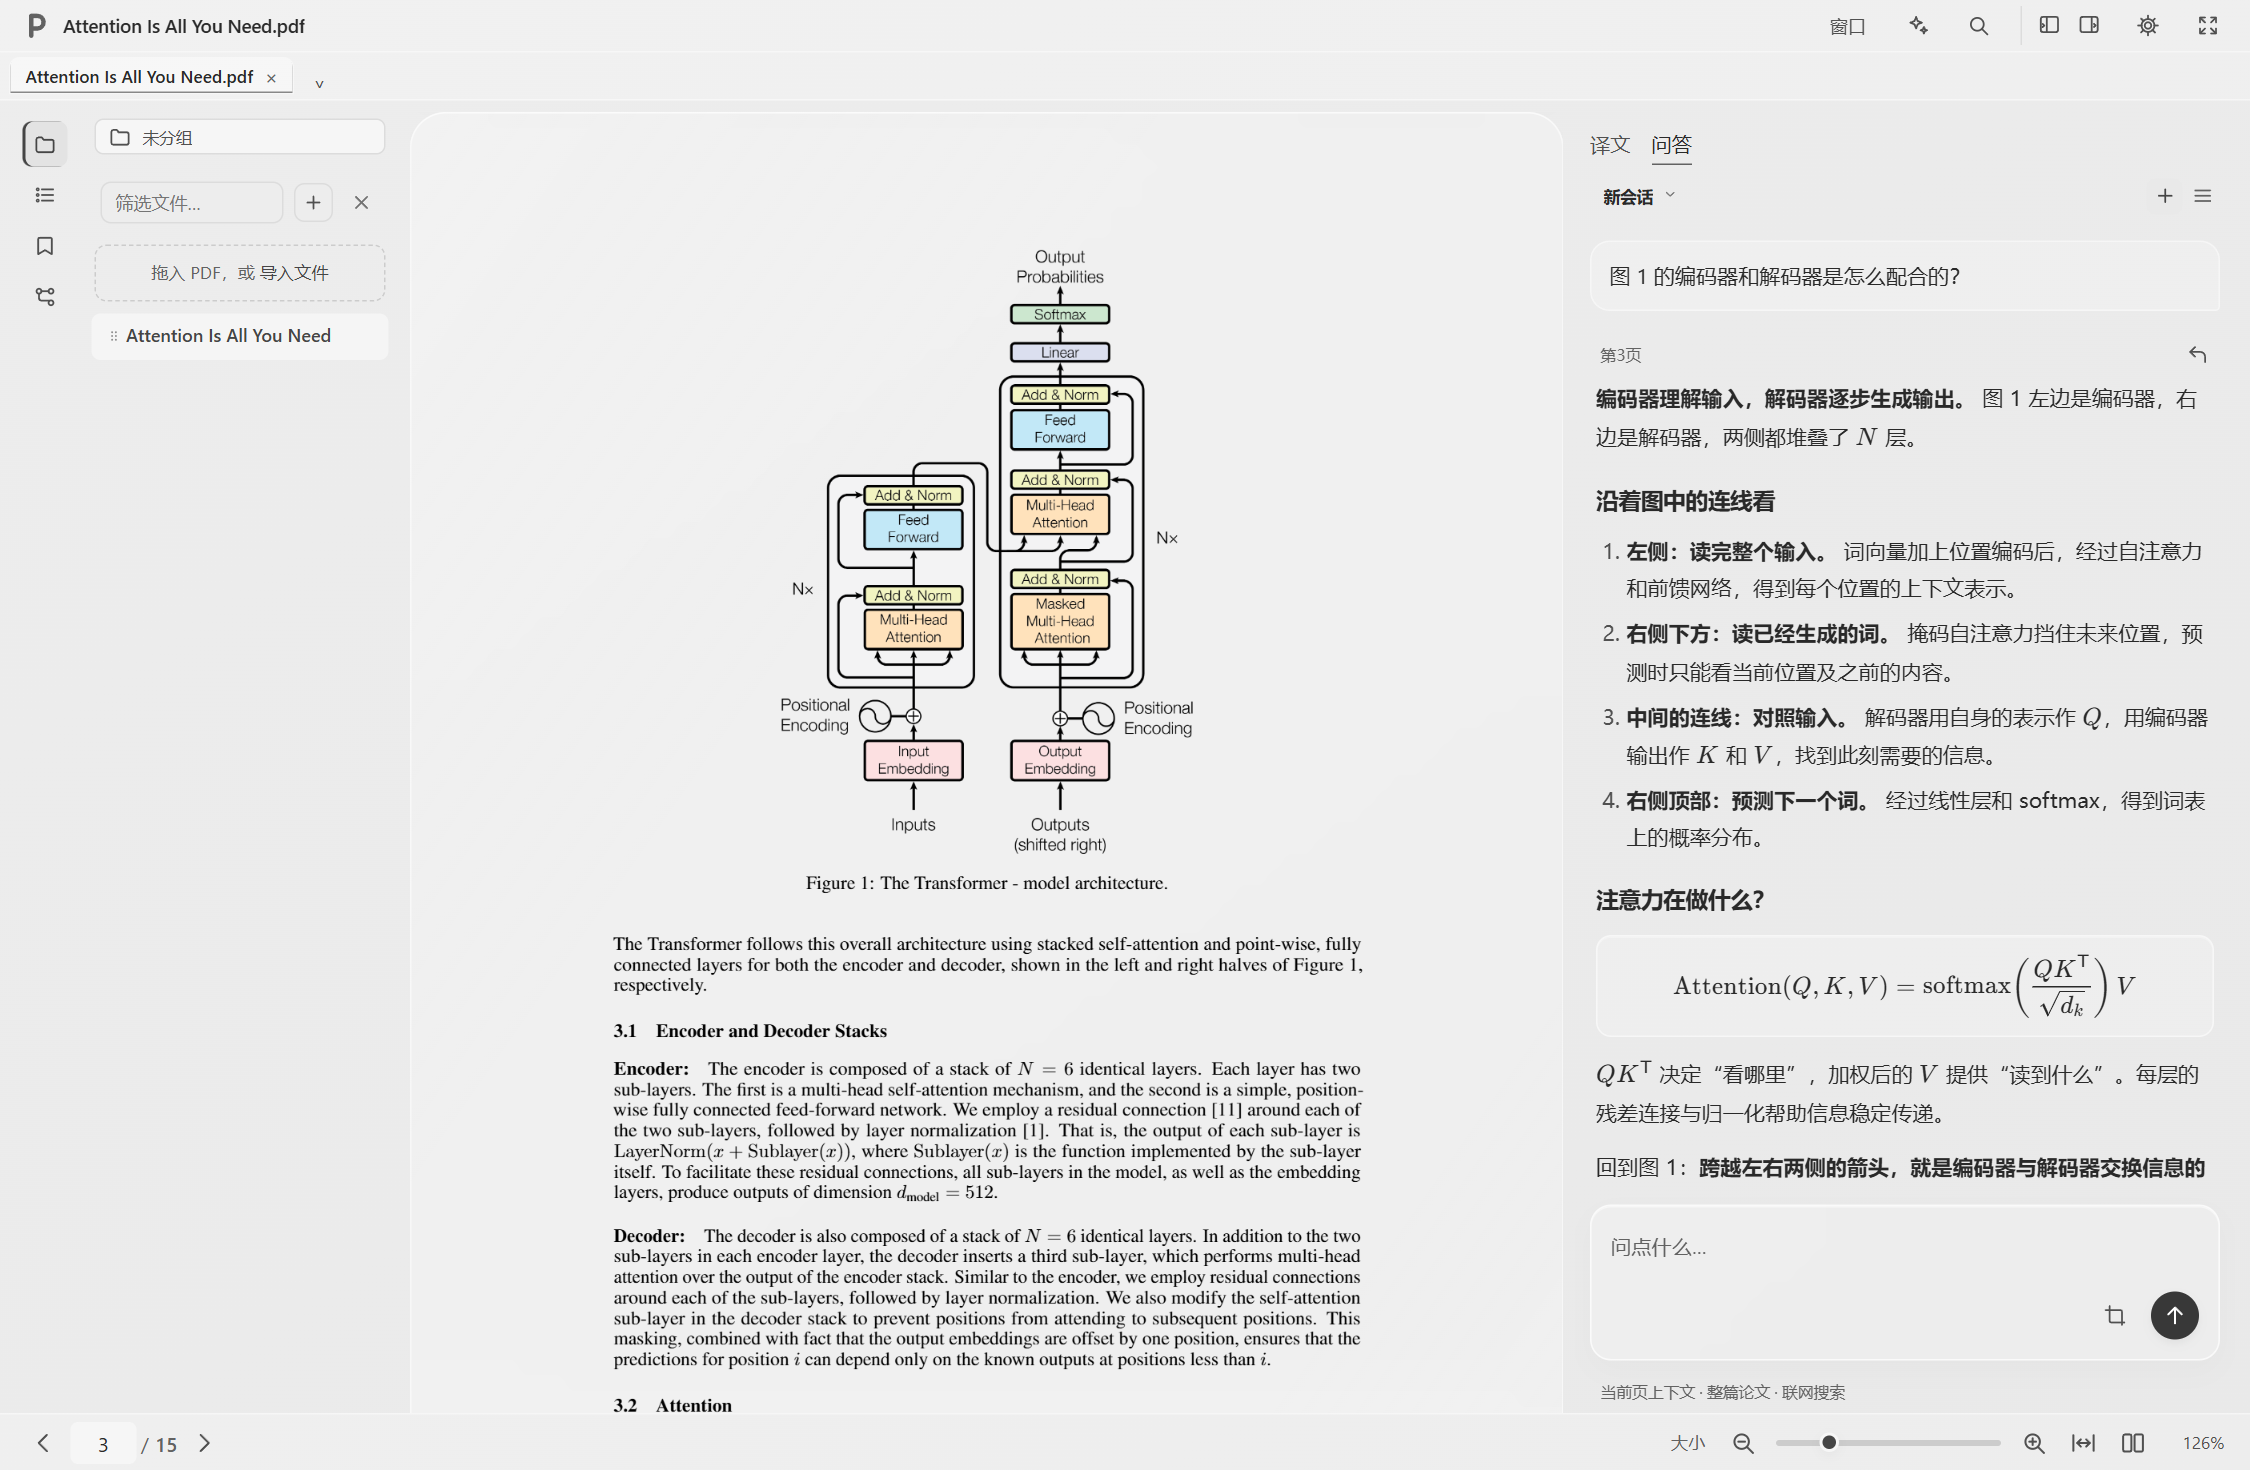 P Attention Is All You Need.pdf
窗口
Attention Is All You Need.pdf ×
未分组
筛选文件...
拖入 PDF，或 导入文件
Attention Is All You Need
Output
Probabilities
Softmax
Linear
Add & Norm
Feed
Forward
Add & Norm
Multi-Head
Attention
N×
Add & Norm
Masked
Multi-Head
Attention
Add & Norm
Feed
Forward
N×
Add & Norm
Multi-Head
Attention
Positional
Encoding
Positional
Encoding
Input
Embedding
Output
Embedding
Inputs
Outputs
(shifted right)
Figure 1: The Transformer - model architecture.
The Transformer follows this overall architecture using stacked self-attention and point-wise, fully
connected layers for both the encoder and decoder, shown in the left and right halves of Figure 1,
respectively.
3.1 Encoder and Decoder Stacks
Encoder: The encoder is composed of a stack of N = 6 identical layers. Each layer has two
sub-layers. The first is a multi-head self-attention mechanism, and the second is a simple, position-
wise fully connected feed-forward network. We employ a residual connection [11] around each of
the two sub-layers, followed by layer normalization [1]. That is, the output of each sub-layer is
LayerNorm(x + Sublayer(x)), where Sublayer(x) is the function implemented by the sub-layer
itself. To facilitate these residual connections, all sub-layers in the model, as well as the embedding
layers, produce outputs of dimension d_model = 512.
Decoder: The decoder is also composed of a stack of N = 6 identical layers. In addition to the two
sub-layers in each encoder layer, the decoder inserts a third sub-layer, which performs multi-head
attention over the output of the encoder stack. Similar to the encoder, we employ residual connections
around each of the sub-layers, followed by layer normalization. We also modify the self-attention
sub-layer in the decoder stack to prevent positions from attending to subsequent positions. This
masking, combined with fact that the output embeddings are offset by one position, ensures that the
predictions for position i can depend only on the known outputs at positions less than i.
3.2 Attention
译文 问答
新会话
图 1 的编码器和解码器是怎么配合的？
第3页
编码器理解输入，解码器逐步生成输出。 图 1 左边是编码器，右
边是解码器，两侧都堆叠了 N 层。
沿着图中的连线看
1. 左侧：读完整个输入。 词向量加上位置编码后，经过自注意力
和前馈网络，得到每个位置的上下文表示。
2. 右侧下方：读已经生成的词。 掩码自注意力挡住未来位置，预
测时只能看当前位置及之前的内容。
3. 中间的连线：对照输入。 解码器用自身的表示作 Q，用编码器
输出作 K 和 V，找到此刻需要的信息。
4. 右侧顶部：预测下一个词。 经过线性层和 softmax，得到词表
上的概率分布。
注意力在做什么？
Attention(Q, K, V) = softmax(QK⊤ / √d_k) V
QK⊤ 决定“看哪里”，加权后的 V 提供“读到什么”。每层的
残差连接与归一化帮助信息稳定传递。
回到图 1：跨越左右两侧的箭头，就是编码器与解码器交换信息的
问点什么...
当前页上下文 · 整篇论文 · 联网搜索
3 / 15
大小
126%